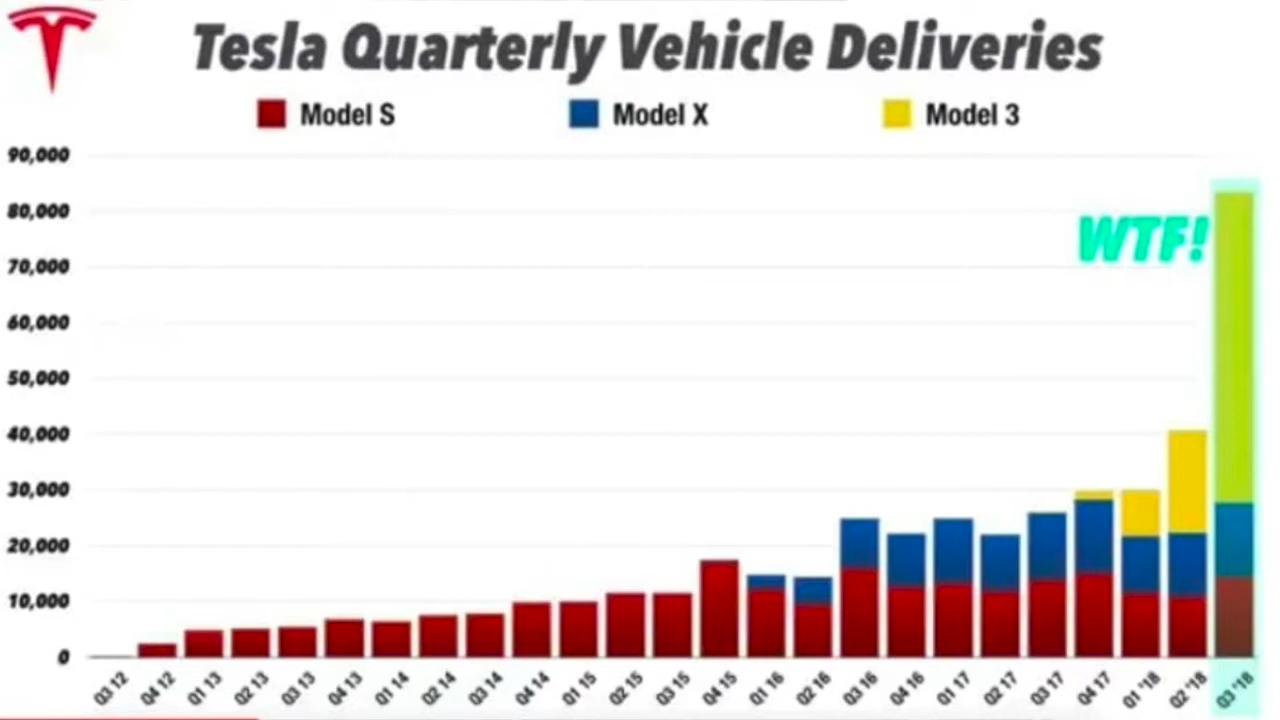 Tesla Quarterly Vehicle Deliveries
Model S Model X Model 3
90,000
80,000
WTF!
70,000
60,000
50,000
40,000
30,000
20,000
10,000
0
Q3 12 Q4 12 Q1 13 Q2 13 Q3 13 Q4 13 Q1 14 Q2 14 Q3 14 Q4 14 Q1 15 Q2 15 Q3 15 Q4 15 Q1 16 Q2 16 Q3 16 Q4 16 Q1 17 Q2 17 Q3 17 Q4 17 Q1 '18 Q2 '18 Q3 '18